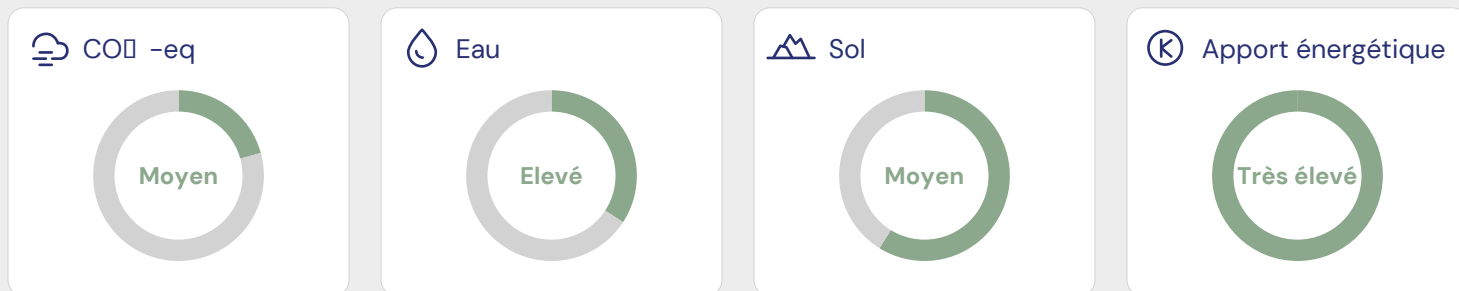 CO▯ -eq
Eau
Sol
Apport énergétique
Moyen
Elevé
Moyen
Très élevé